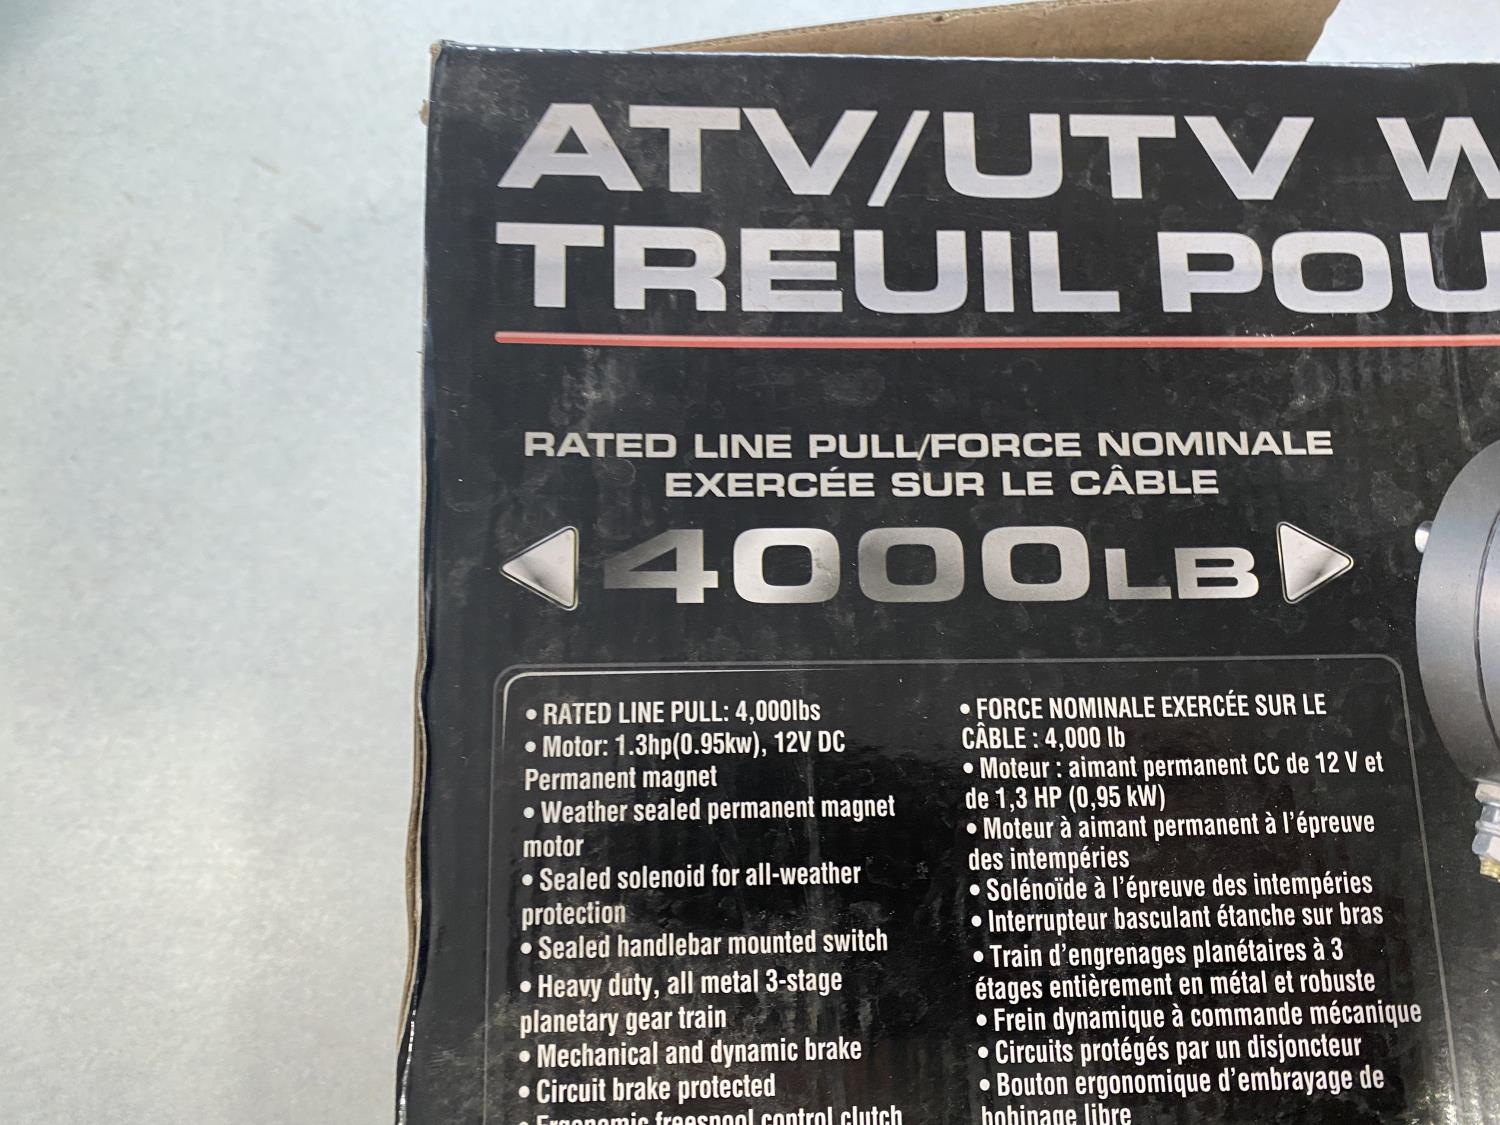 ATV/UTV
TREUIL
RATED LINE PULL/FORCE NOMINALE
EXERCÉE SUR LE CÂBLE
4000LB
• RATED LINE PULL: 4,000lbs
• Motor: 1.3hp(0.95kw), 12V DC
Permanent magnet
• Weather sealed permanent magnet
motor
• Sealed solenoid for all-weather
protection
• Sealed handlebar mounted switch
• Heavy duty, all metal 3-stage
planetary gear train
• Mechanical and dynamic brake
• Circuit brake protected
• Ergonomic freespool control clutch
• FORCE NOMINALE EXERCÉE SUR LE
CÂBLE : 4,000 lb
• Moteur : aimant permanent CC de 12 V et
de 1,3 HP (0,95 kW)
• Moteur à aimant permanent à l'épreuve
des intempéries
• Solénoïde à l'épreuve des intempéries
• Interrupteur basculant étanche sur bras
• Train d'engrenages planétaires à 3
étages entièrement en métal et robuste
• Frein dynamique à commande mécanique
• Circuits protégés par un disjoncteur
• Bouton ergonomique d'embrayage de
bobinage libre